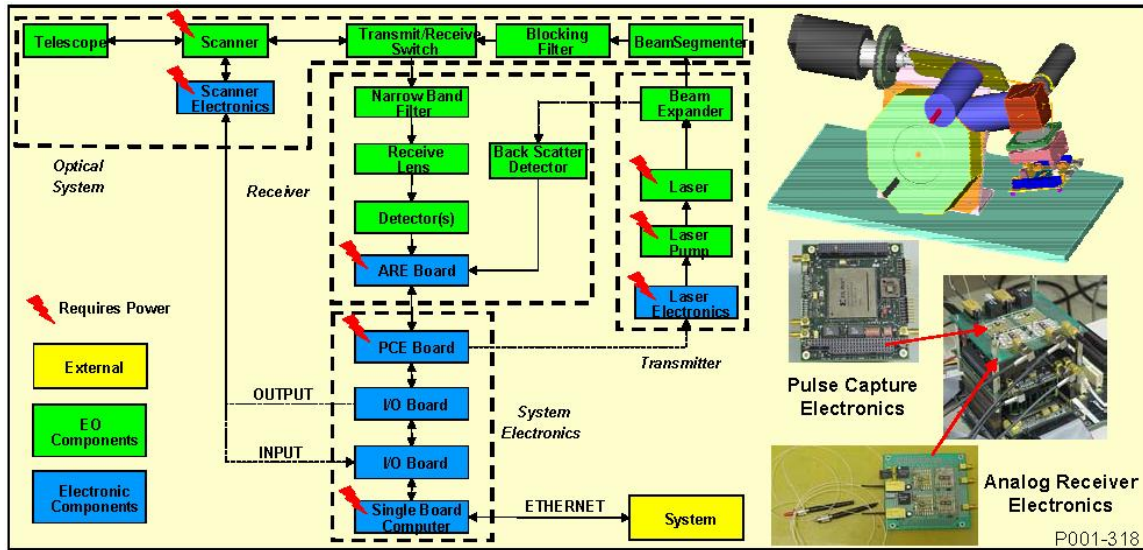 Telescope
Scanner
Transmit/Receive
Switch
Blocking
Filter
BeamSegmenter
Scanner
Electronics
Narrow Band
Filter
Beam
Expander
Optical
System
Receiver
Receive
Lens
Back Scatter
Detector
Laser
Detector(s)
Laser
Pump
ARE Board
Laser
Electronics
Requires Power
PCE Board
Transmitter
External
OUTPUT
I/O Board
System
Electronics
EO
Components
INPUT
I/O Board
Electronic
Components
Single Board
Computer
ETHERNET
System
Pulse Capture
Electronics
Analog Receiver
Electronics
P001-318